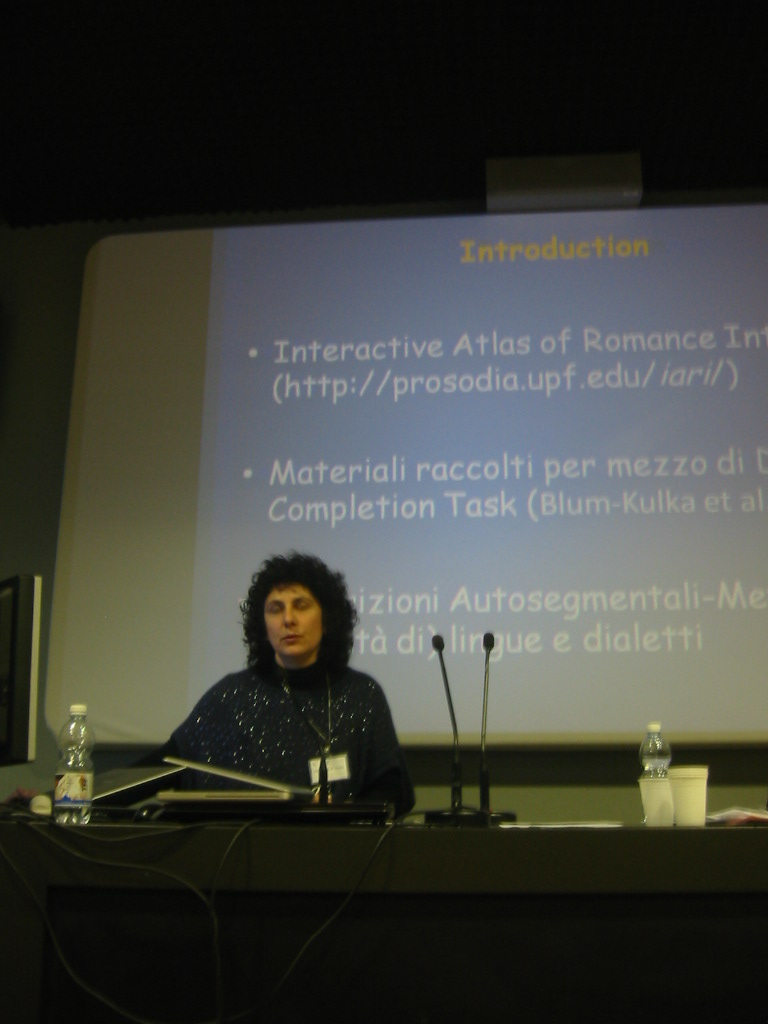 Introduction
• Interactive Atlas of Romance Int
(http://prosodia.upf.edu/iari/)
• Materiali raccolti per mezzo di D
Completion Task (Blum-Kulka et al.
izioni Autosegmentali-Me
tà di) lingue e dialetti